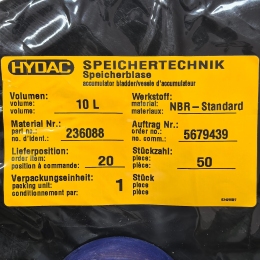 HYDAC SPEICHERTECHNIK
Speicherblase
accumulator bladder/vessie d'accumulateur
Volumen:
volume: 10 L
volume:
Werkstoff:
material: NBR-Standard
materiau:
Material Nr.:
part no.: 236088
no. d'ident.:
Auftrag Nr.:
order no.: 5679439
no. comm.:
Lieferposition:
order item: 20
position à commande:
Stückzahl:
piece: 50
pièce:
Verpackungseinheit:
packing unit: 1
conditionnement par:
Stück
piece
pièce